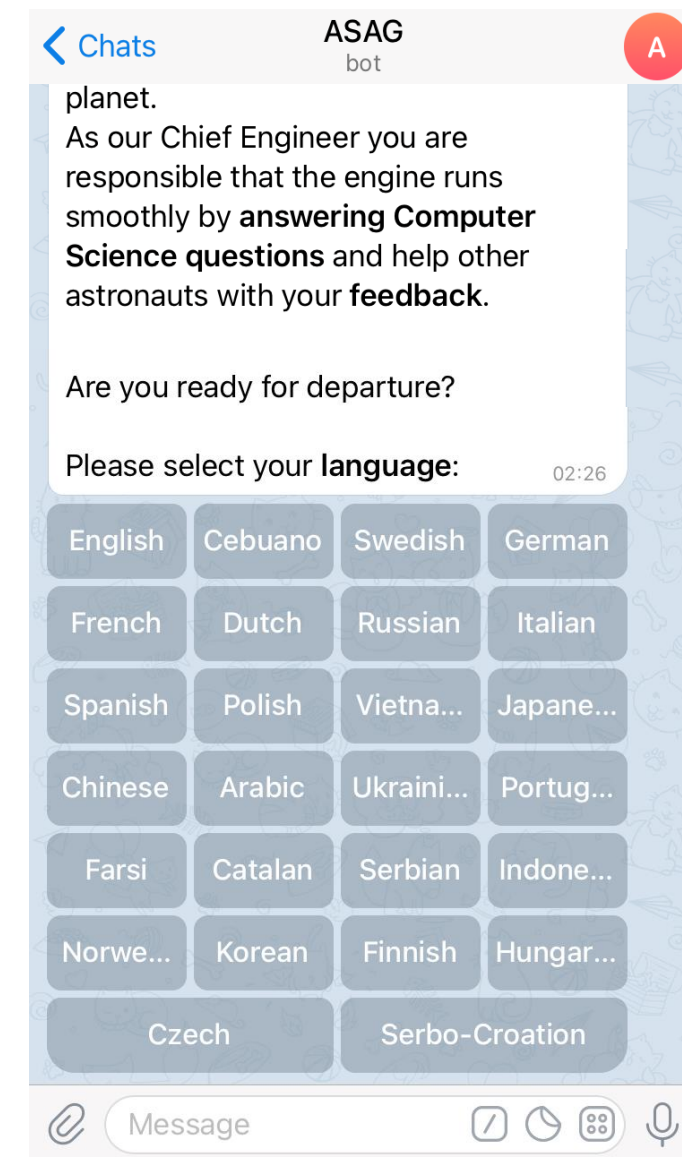 Chats
ASAG
bot
A
planet.
As our Chief Engineer you are
responsible that the engine runs
smoothly by answering Computer
Science questions and help other
astronauts with your feedback.
Are you ready for departure?
Please select your language:
02:26
English Cebuano Swedish German
French Dutch Russian Italian
Spanish Polish Vietna... Japane...
Chinese Arabic Ukraini... Portug...
Farsi Catalan Serbian Indone...
Norwe... Korean Finnish Hungar...
Czech Serbo-Croation
Message